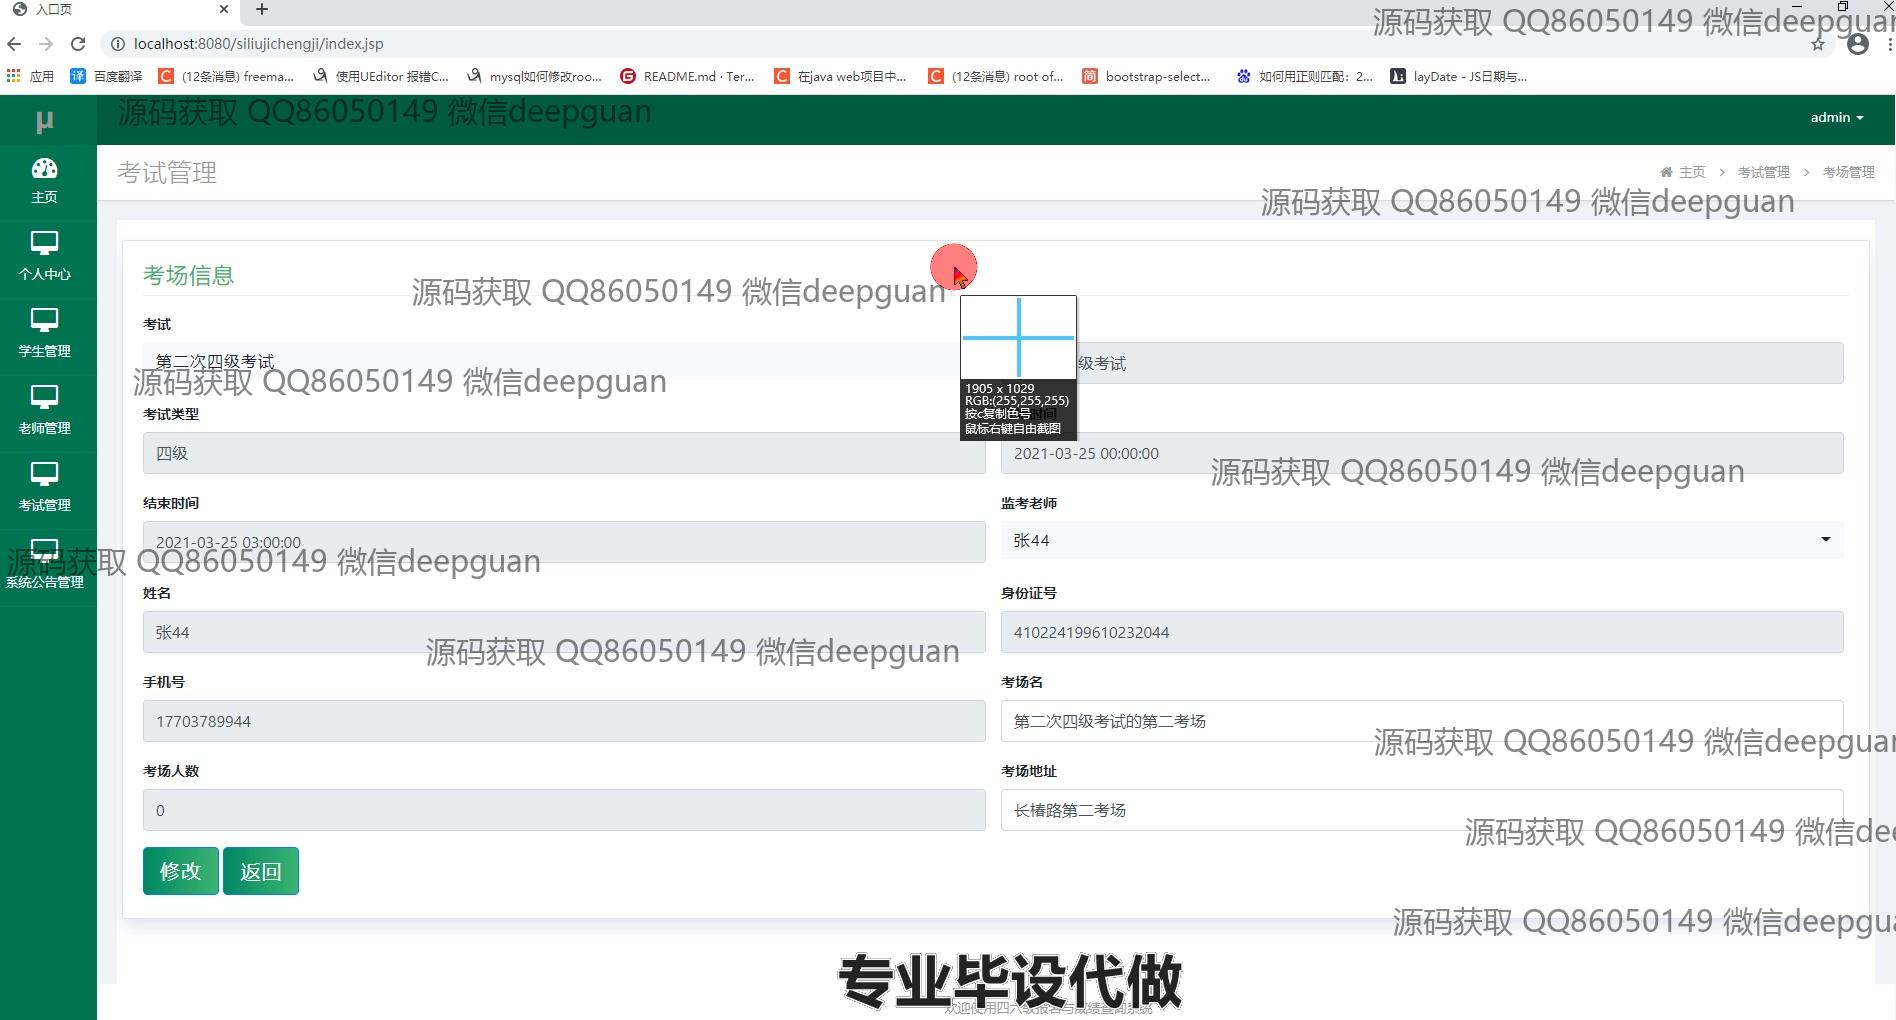 入口页
源码获取 QQ86050149 微信deepguan
localhost:8080/siliujichengji/index.jsp
应用 百度翻译 (12条消息) freema... 使用UEditor 报错C... mysql如何修改roo... README.md · Ter... 在java web项目中... (12条消息) root of... bootstrap-select... 如何用正则匹配：2... layDate - JS日期与...
μ
源码获取 QQ86050149 微信deepguan
admin
主页
考试管理
主页 > 考试管理 > 考场管理
源码获取 QQ86050149 微信deepguan
个人中心
考场信息
源码获取 QQ86050149 微信deepguan
考试
学生管理
第二次四级考试
级考试
源码获取 QQ86050149 微信deepguan
1905 x 1029
RGB:(255,255,255)
按c复制色号
鼠标右键自由截图
考试类型
时间
老师管理
四级
2021-03-25 00:00:00
源码获取 QQ86050149 微信deepguan
考试管理
结束时间
监考老师
2021-03-25 03:00:00
张44
源码获取 QQ86050149 微信deepguan
系统公告管理
姓名
身份证号
张44
410224199610232044
源码获取 QQ86050149 微信deepguan
手机号
考场名
17703789944
第二次四级考试的第二考场
源码获取 QQ86050149 微信deepguan
考场人数
考场地址
0
长椿路第二考场
源码获取 QQ86050149 微信dee
修改
返回
源码获取 QQ86050149 微信deepgua
专业毕设代做
欢迎使用四六级报名与成绩查询系统